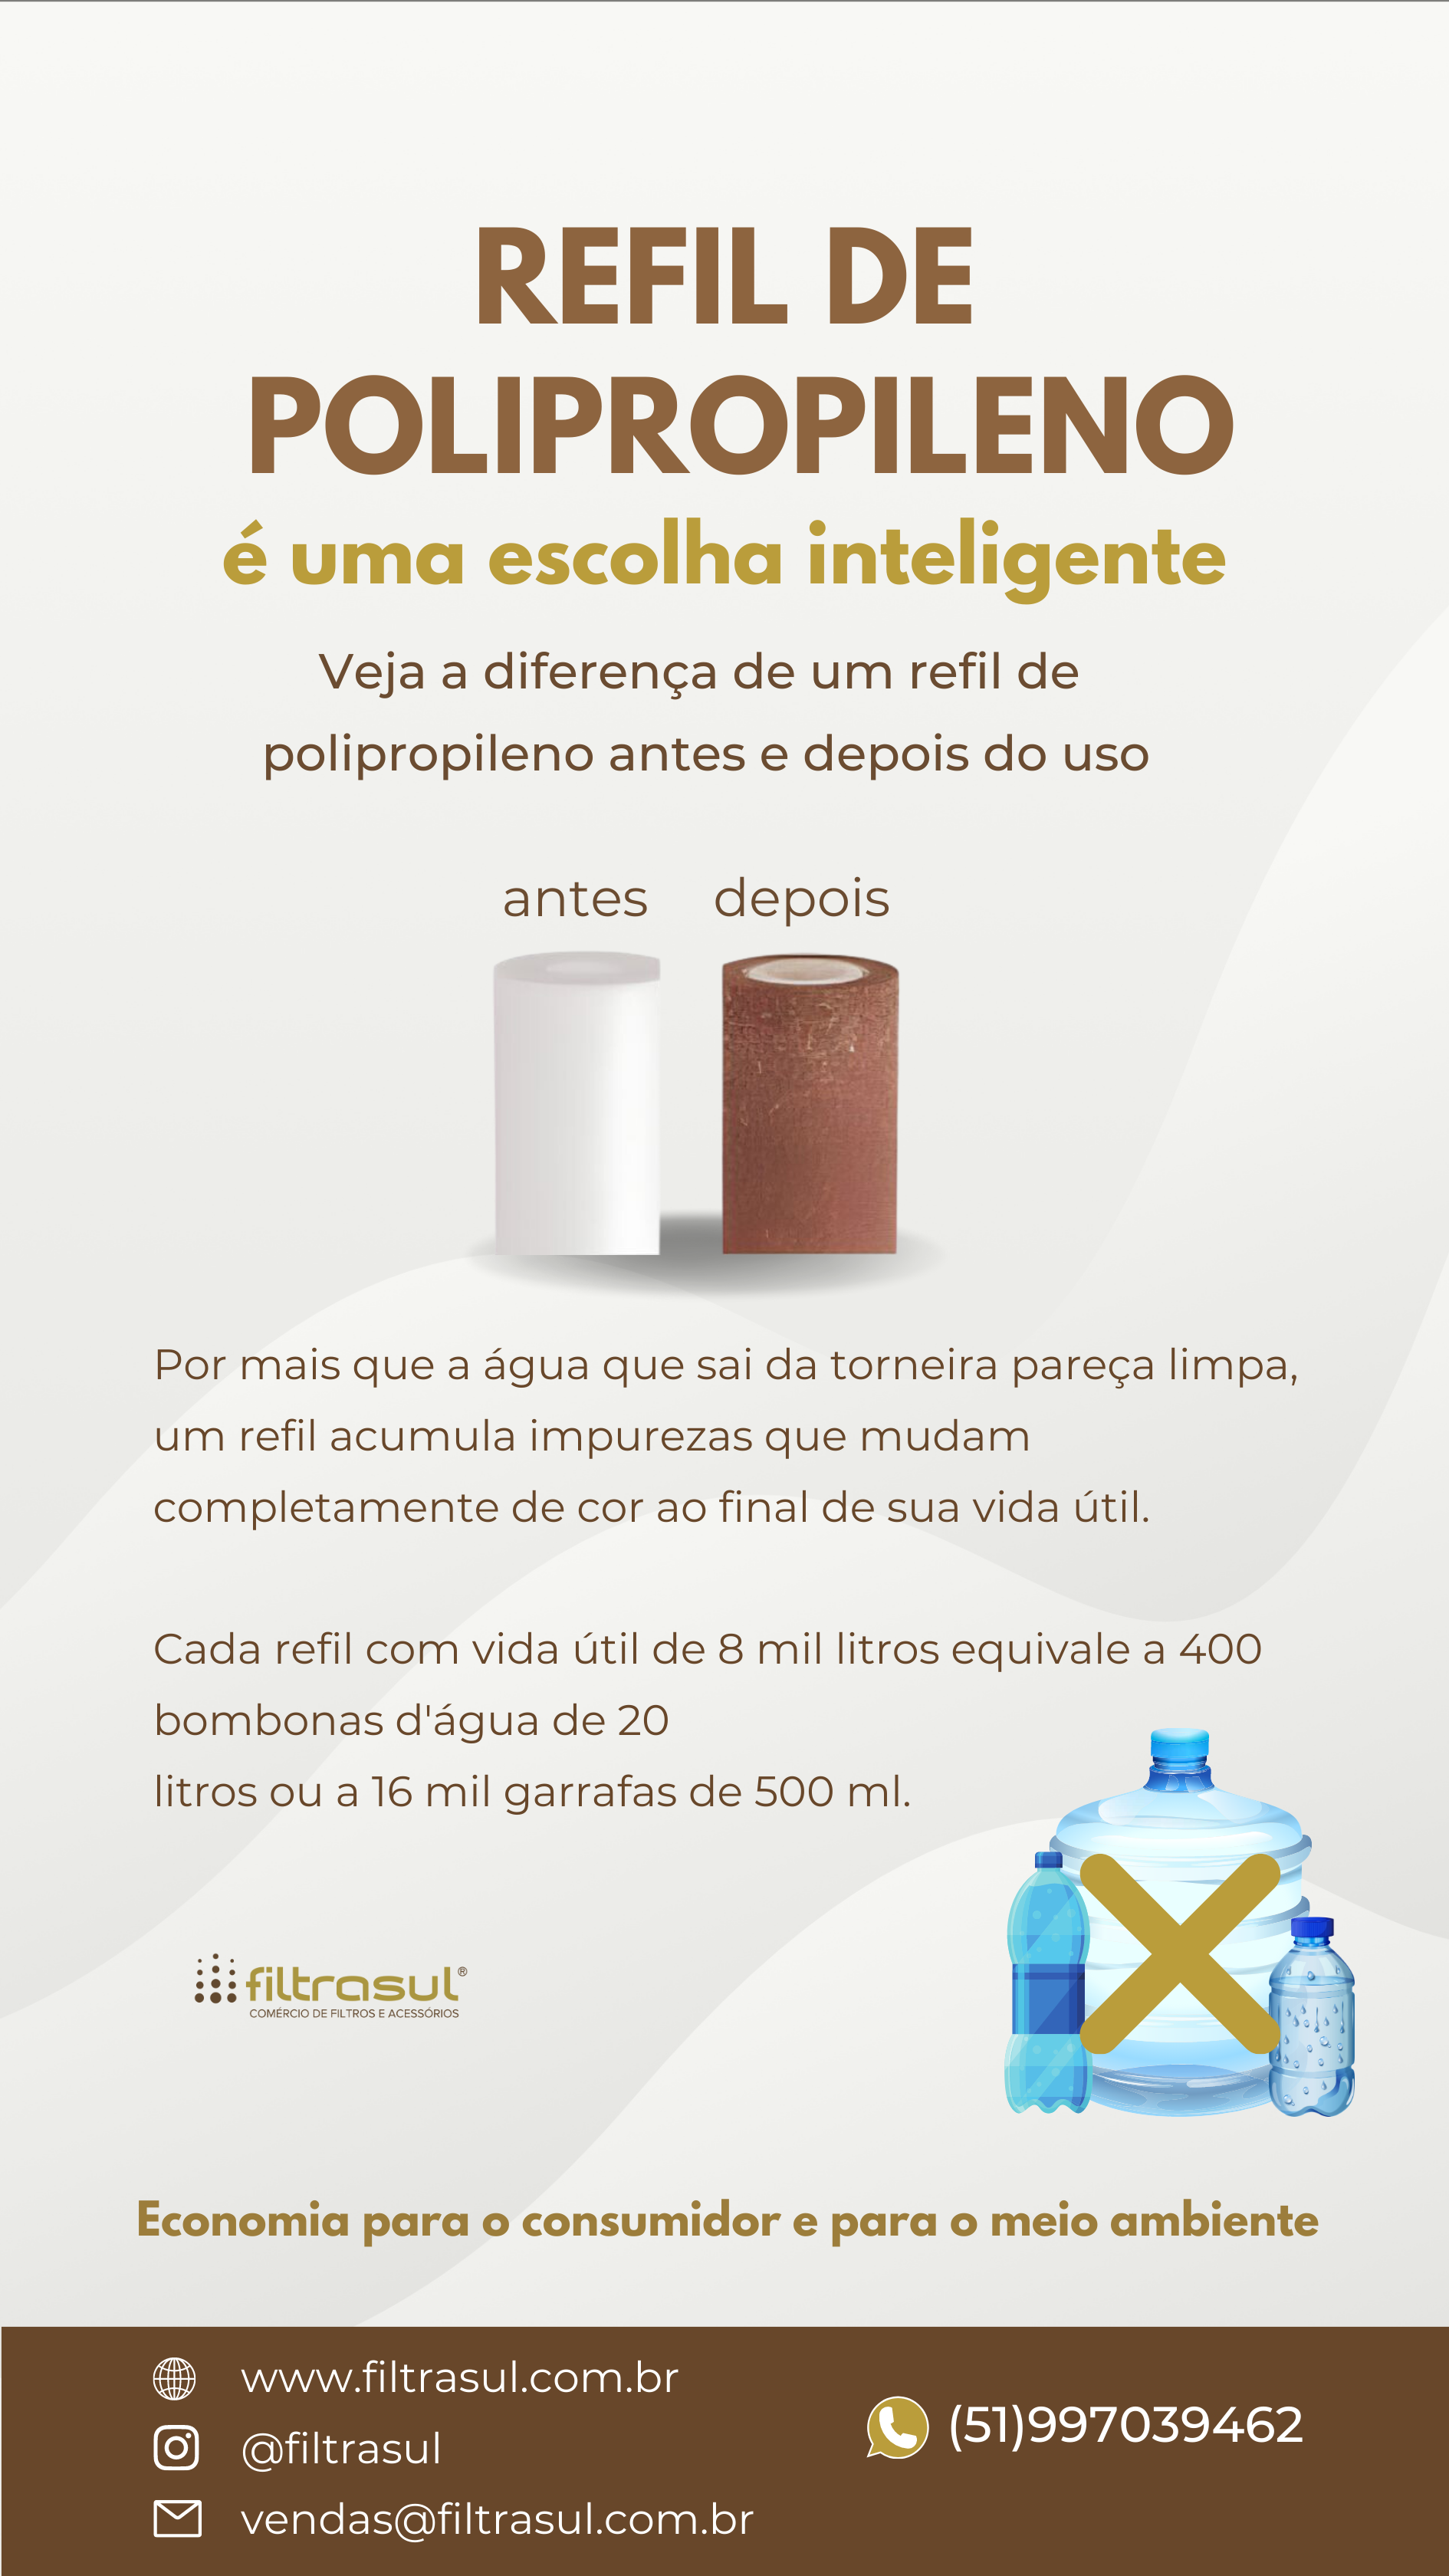 REFIL DE
POLIPROPILENO
é uma escolha inteligente
Veja a diferença de um refil de
polipropileno antes e depois do uso
antes depois
Por mais que a água que sai da torneira pareça limpa,
um refil acumula impurezas que mudam
completamente de cor ao final de sua vida útil.
Cada refil com vida útil de 8 mil litros equivale a 400
bombonas d'água de 20
litros ou a 16 mil garrafas de 500 ml.
filtrasul®
COMÉRCIO DE FILTROS E ACESSÓRIOS
Economia para o consumidor e para o meio ambiente
www.filtrasul.com.br
@filtrasul
vendas@filtrasul.com.br
(51)997039462